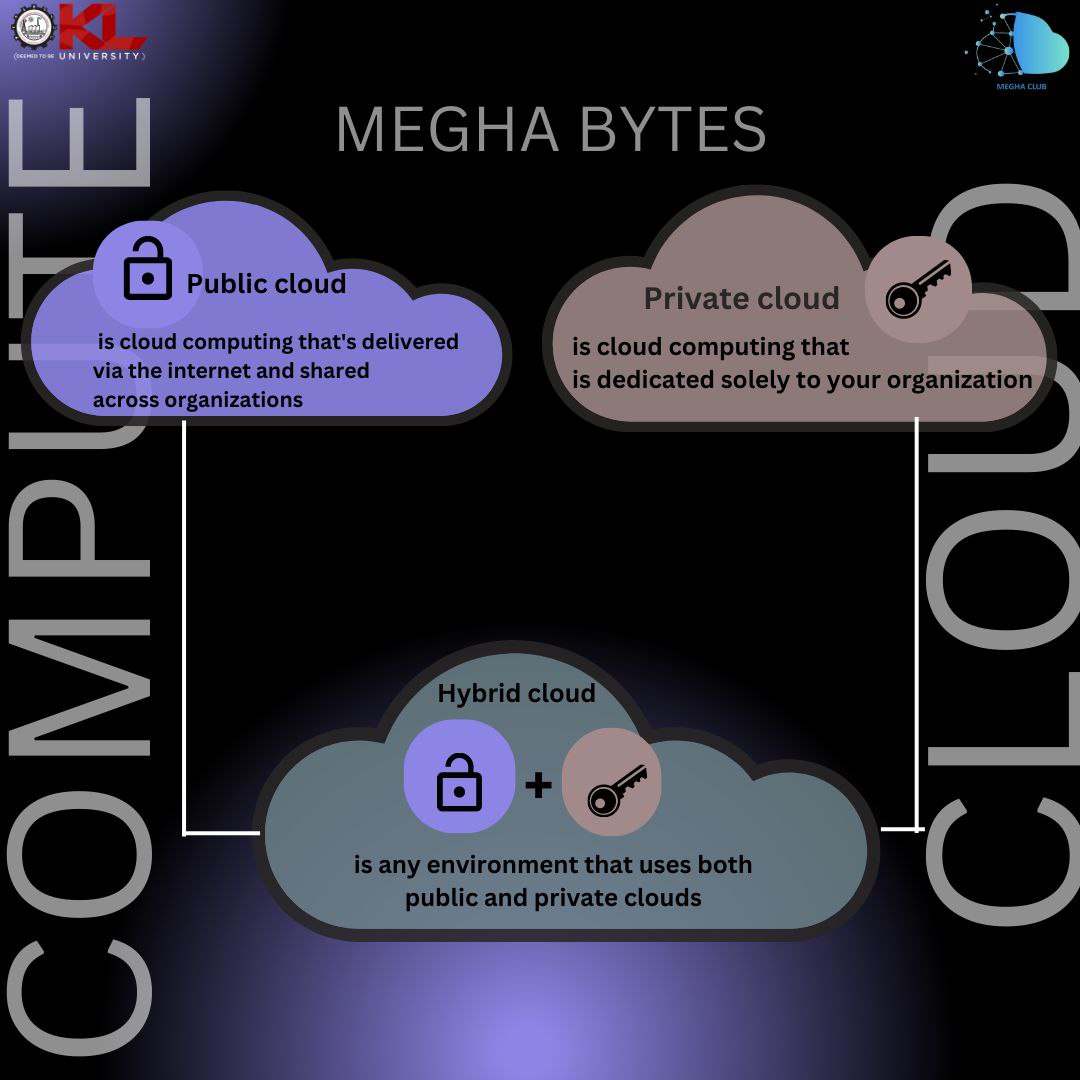 KL
(DEEMED TO BE UNIVERSITY)
MEGHA CLUB
MEGHA BYTES
COMPUTE
CLOUD
Public cloud
is cloud computing that's delivered
via the internet and shared
across organizations
Private cloud
is cloud computing that
is dedicated solely to your organization
Hybrid cloud
+
is any environment that uses both
public and private clouds